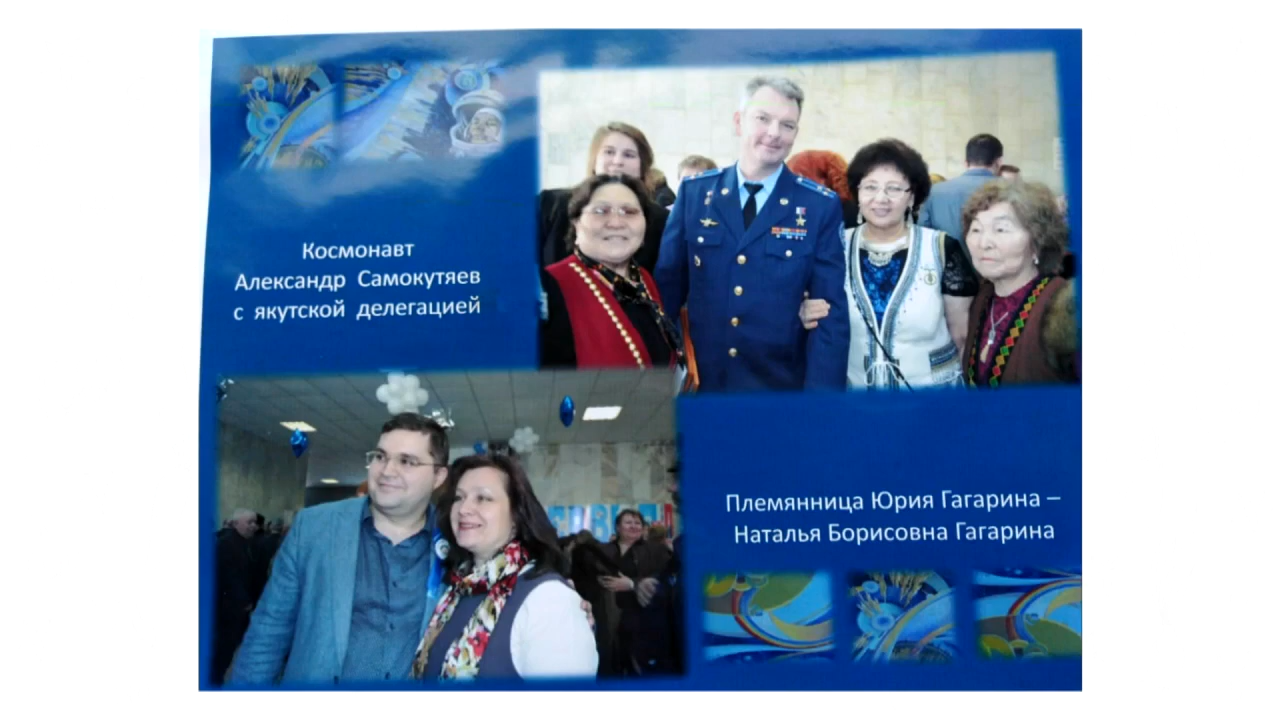 Космонавт
Александр Самокутяев
с якутской делегацией
Племянница Юрия Гагарина –
Наталья Борисовна Гагарина